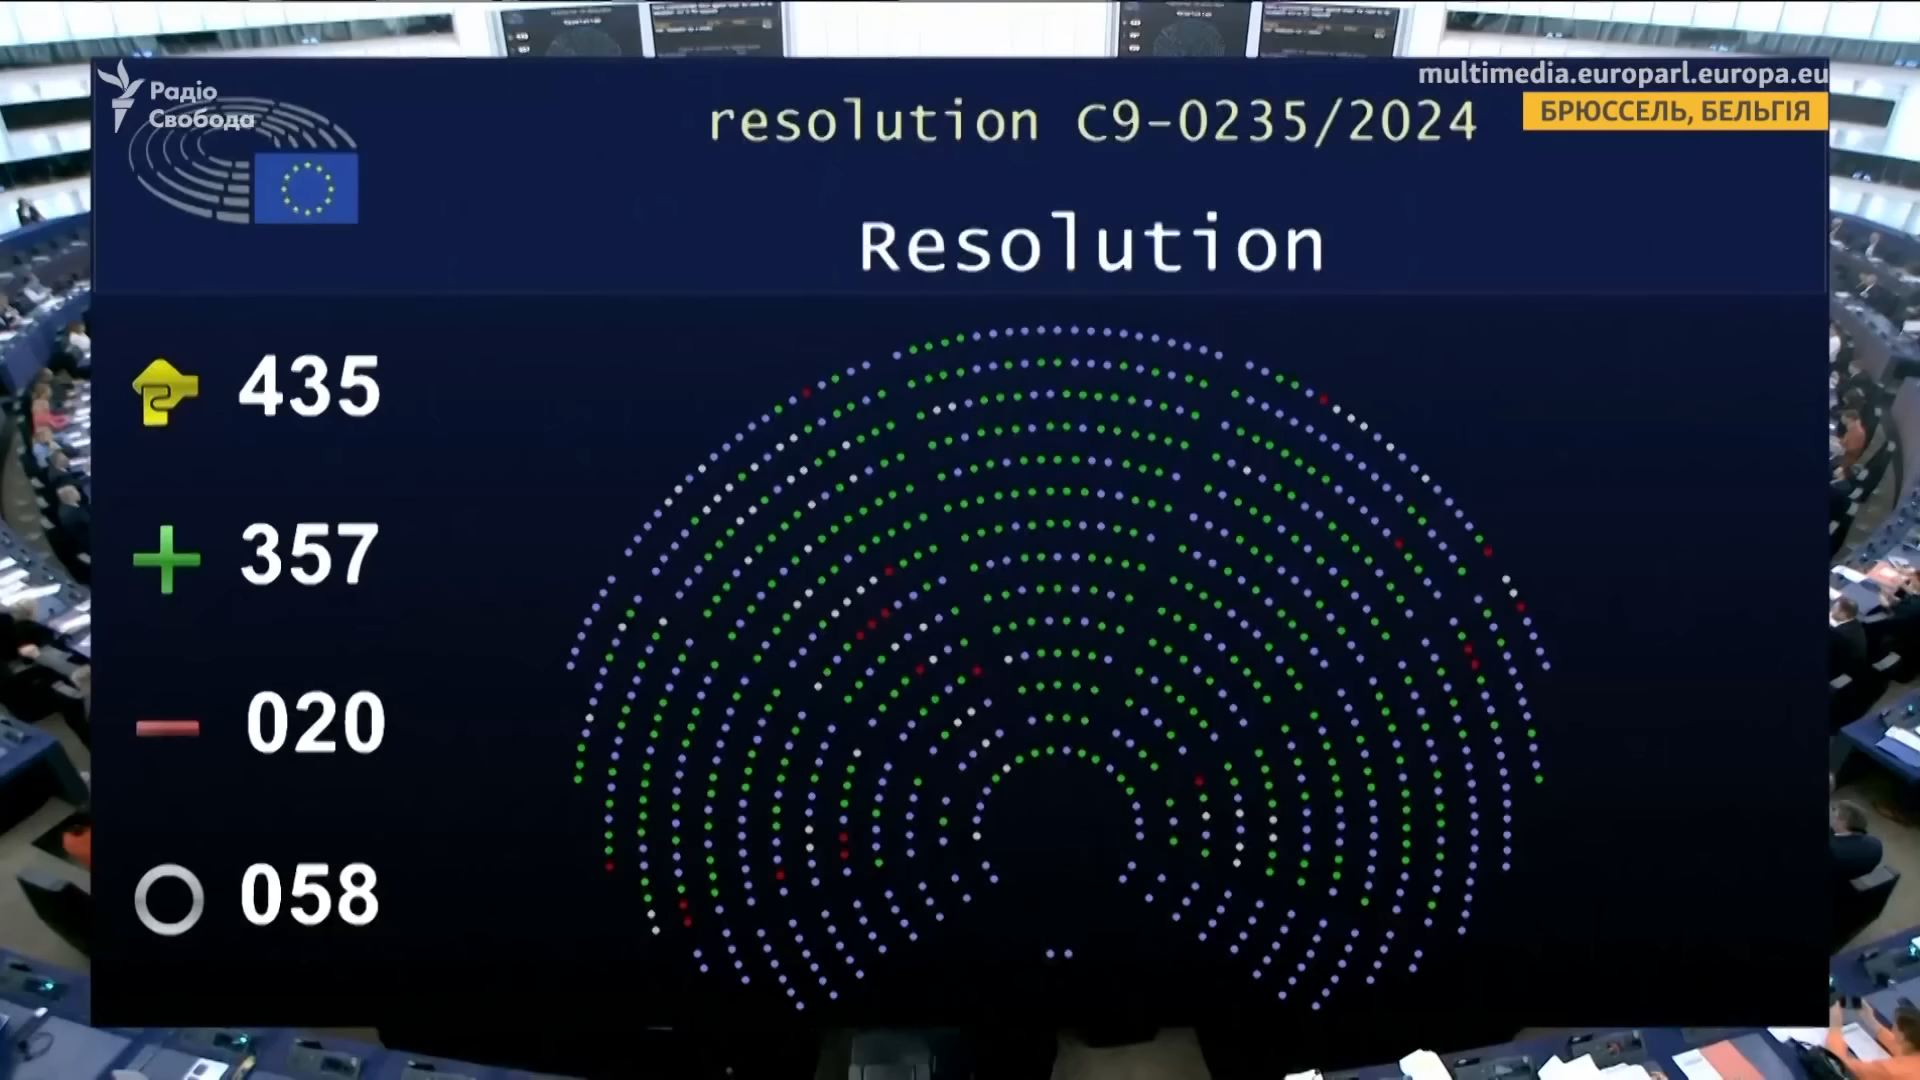 multimedia.europarl.europa.eu
Радіо
Свобода
БРЮССЕЛЬ, БЕЛЬГІЯ
resolution C9-0235/2024
Resolution
435
357
020
058